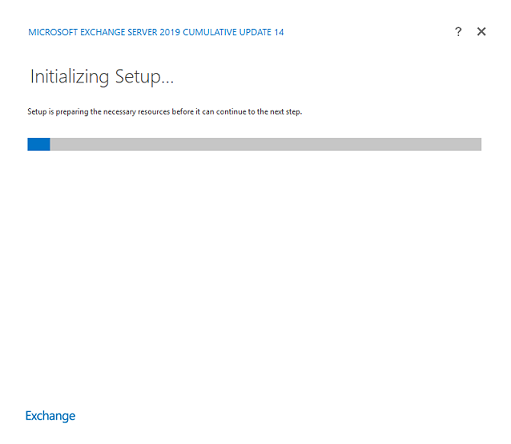 MICROSOFT EXCHANGE SERVER 2019 CUMULATIVE UPDATE 14
?
Initializing Setup...
Setup is preparing the necessary resources before it can continue to the next step.
Exchange